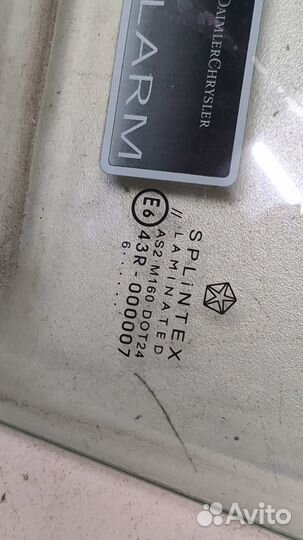 DAIMLERCHRYSLER
LARM
SPLiNTEX
// LAMINATED
AS2·M160·DOT24
E6 43R-000007
6.......
Avito